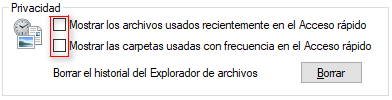 Privacidad
Mostrar los archivos usados recientemente en el Acceso rápido
Mostrar las carpetas usadas con frecuencia en el Acceso rápido
Borrar el historial del Explorador de archivos Borrar